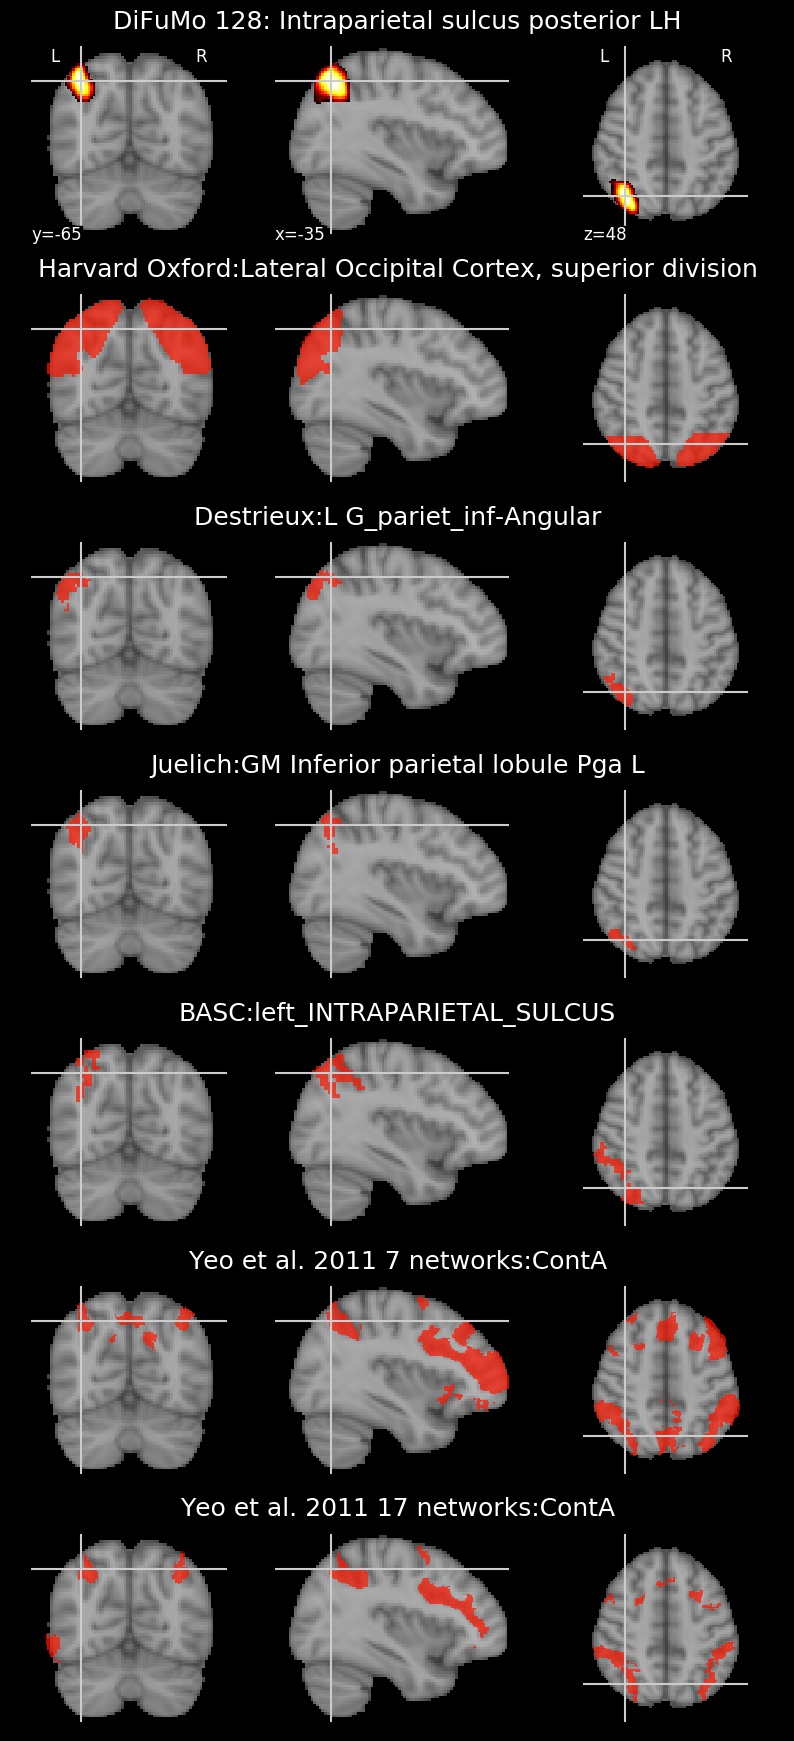 DiFuMo 128: Intraparietal sulcus posterior LH
L R L R
y=-65 x=-35 z=48
Harvard Oxford:Lateral Occipital Cortex, superior division
Destrieux:L G_pariet_inf-Angular
Juelich:GM Inferior parietal lobule Pga L
BASC:left_INTRAPARIETAL_SULCUS
Yeo et al. 2011 7 networks:ContA
Yeo et al. 2011 17 networks:ContA